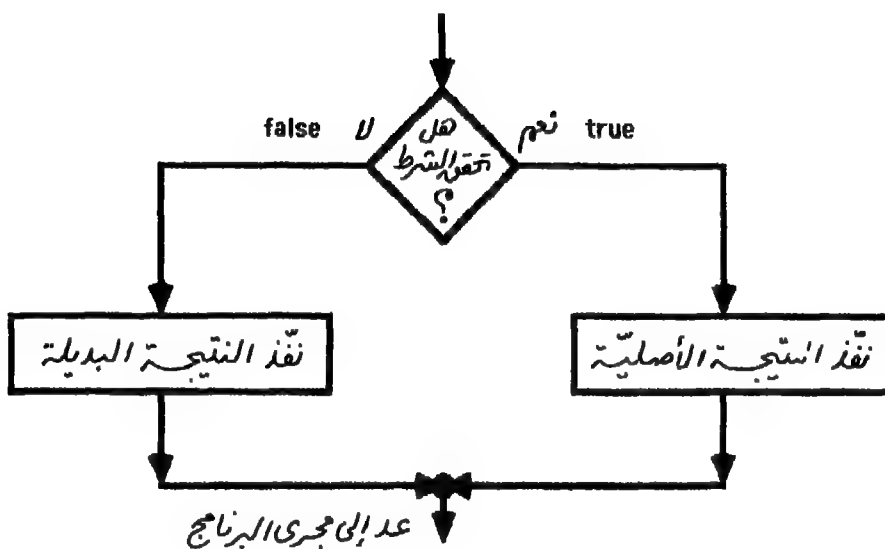 هل
تحقق الشرط
؟
نعم true
لا false
نفّذ النتيجة الأصليّة
نفّذ النتيجة البديلة
عد إلى مجرى البرنامج